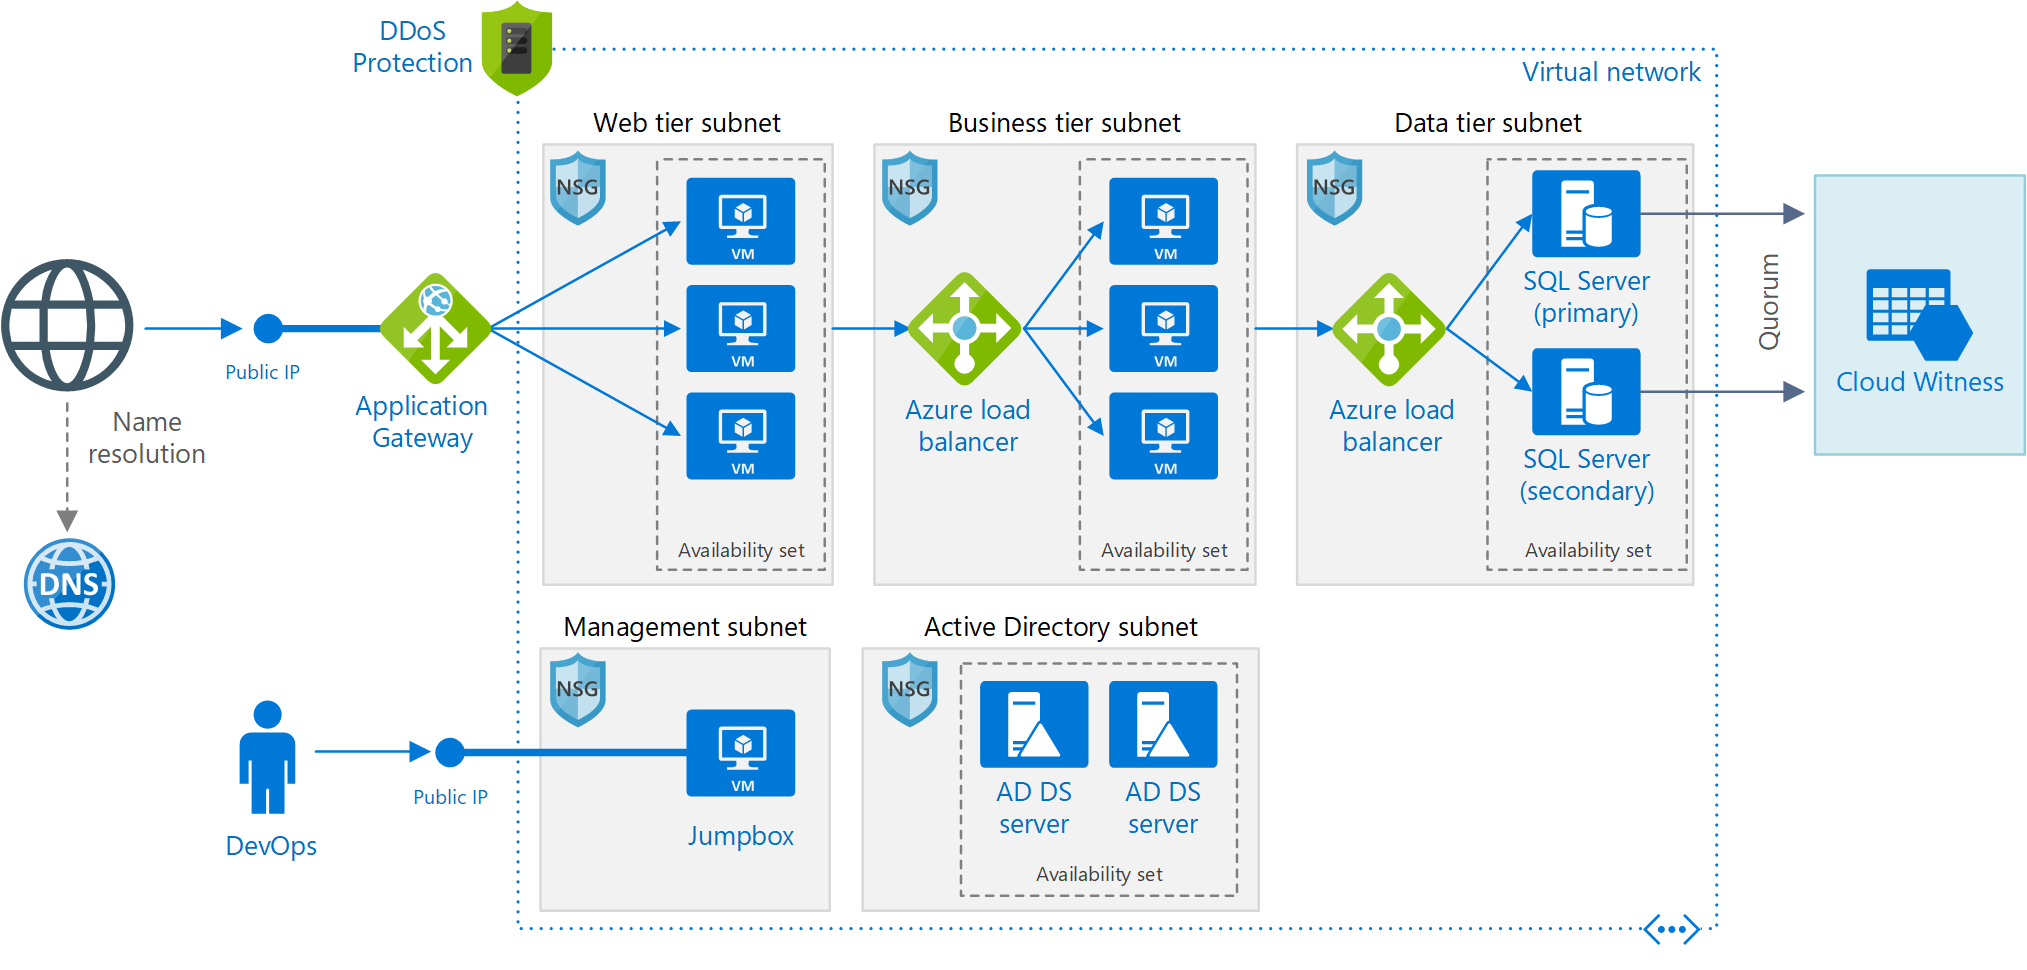 DDoS
Protection
Virtual network
Web tier subnet
Business tier subnet
Data tier subnet
NSG
NSG
NSG
VM
VM
VM
VM
VM
VM
SQL Server
(primary)
SQL Server
(secondary)
Quorum
Cloud Witness
Public IP
Application
Gateway
Azure load
balancer
Azure load
balancer
Name
resolution
DNS
Availability set
Availability set
Availability set
Management subnet
Active Directory subnet
NSG
NSG
VM
Jumpbox
Public IP
DevOps
AD DS
server
AD DS
server
Availability set